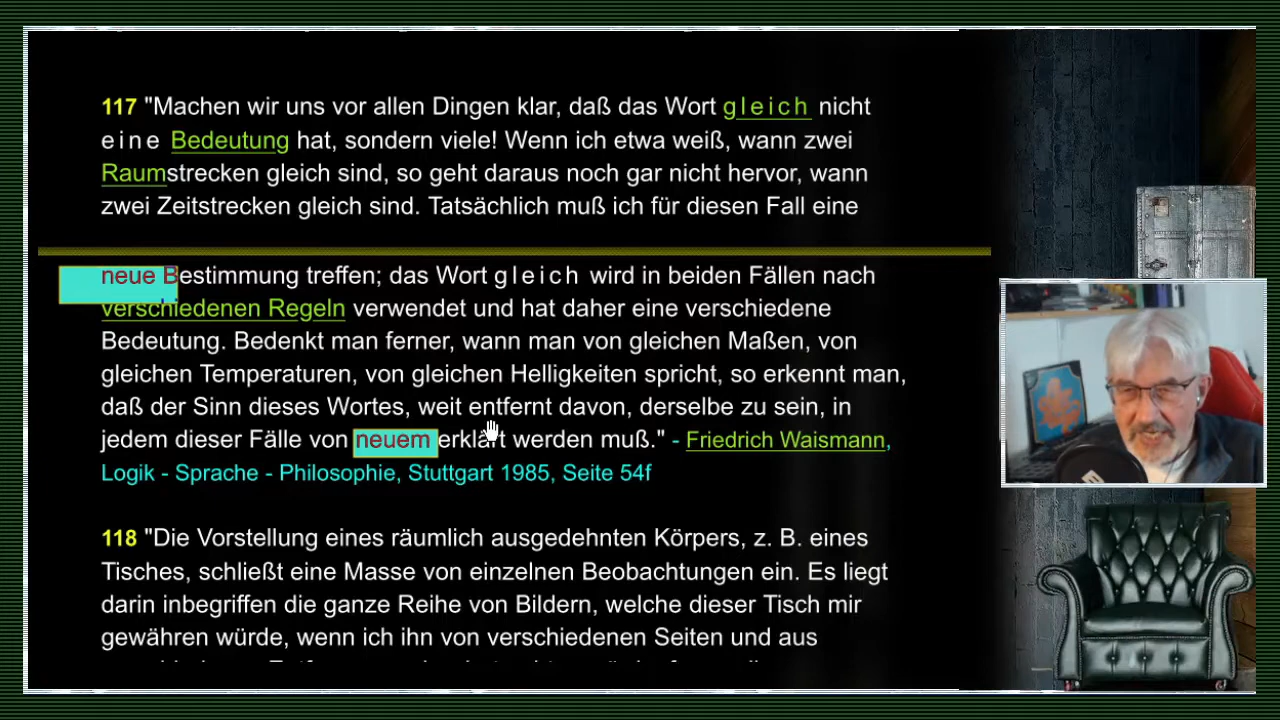 117 "Machen wir uns vor allen Dingen klar, daß das Wort gleich nicht
eine Bedeutung hat, sondern viele! Wenn ich etwa weiß, wann zwei
Raumstrecken gleich sind, so geht daraus noch gar nicht hervor, wann
zwei Zeitstrecken gleich sind. Tatsächlich muß ich für diesen Fall eine
neue Bestimmung treffen; das Wort gleich wird in beiden Fällen nach
verschiedenen Regeln verwendet und hat daher eine verschiedene
Bedeutung. Bedenkt man ferner, wann man von gleichen Maßen, von
gleichen Temperaturen, von gleichen Helligkeiten spricht, so erkennt man,
daß der Sinn dieses Wortes, weit entfernt davon, derselbe zu sein, in
jedem dieser Fälle von neuem erklärt werden muß." - Friedrich Waismann,
Logik - Sprache - Philosophie, Stuttgart 1985, Seite 54f
118 "Die Vorstellung eines räumlich ausgedehnten Körpers, z. B. eines
Tisches, schließt eine Masse von einzelnen Beobachtungen ein. Es liegt
darin inbegriffen die ganze Reihe von Bildern, welche dieser Tisch mir
gewähren würde, wenn ich ihn von verschiedenen Seiten und aus